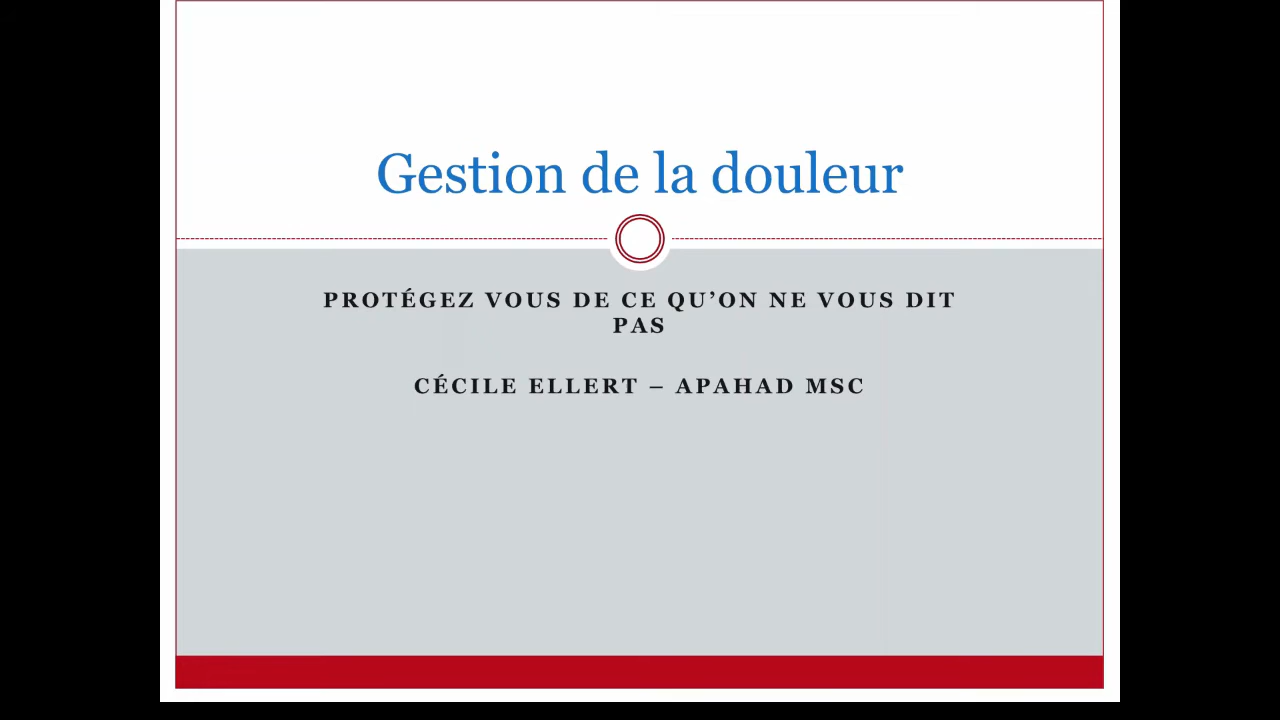 Gestion de la douleur
PROTÉGEZ VOUS DE CE QU’ON NE VOUS DIT
PAS
CÉCILE ELLERT – APAHAD MSC